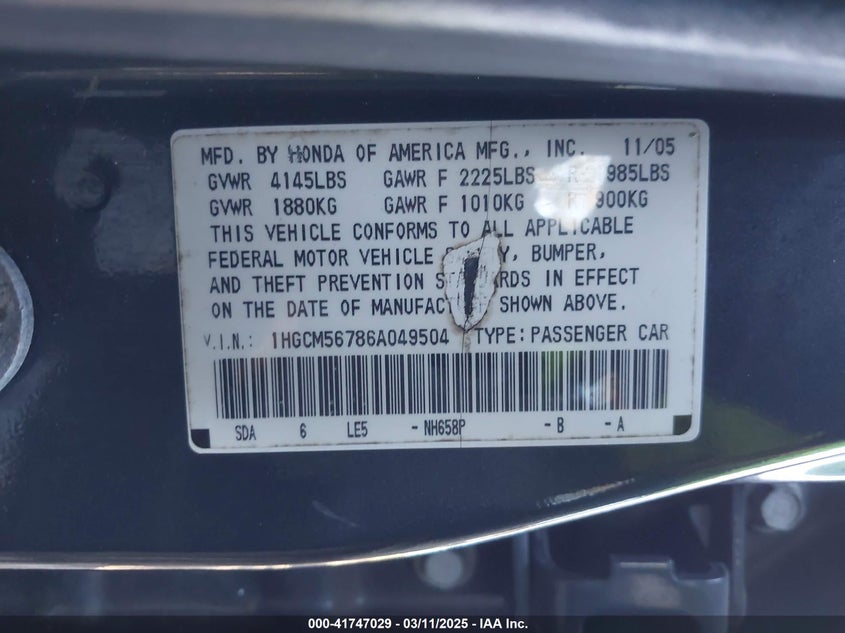 MFD. BY HONDA OF AMERICA MFG., INC. 11/05
GVWR 4145LBS GAWR F 2225LBS R 985LBS
GVWR 1880KG GAWR F 1010KG R 900KG
THIS VEHICLE CONFORMS TO ALL APPLICABLE
FEDERAL MOTOR VEHICLE BUMPER,
AND THEFT PREVENTION IN EFFECT
ON THE DATE OF MANUFAC SHOWN ABOVE.
V.I.N.: 1HGCM56786A049504 TYPE: PASSENGER CAR
SDA 6 LE5 -NH658P -B -A
000-41747029 / 03/11/2025 - IAA Inc.